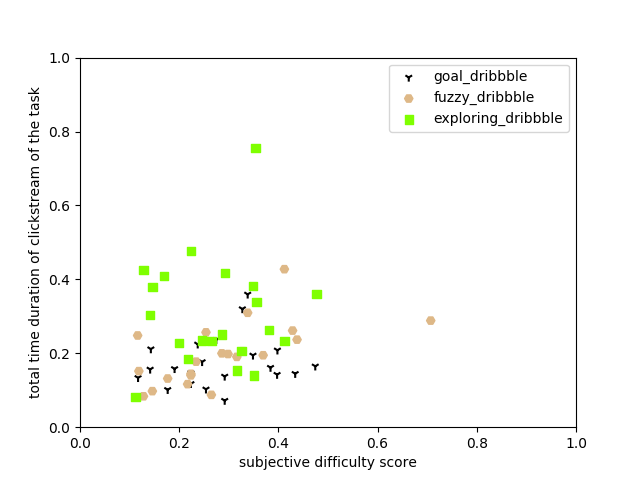 1.0
0.8
0.6
0.4
0.2
0.0
total time duration of clickstream of the task
goal_dribbble
fuzzy_dribbble
exploring_dribbble
0.0 0.2 0.4 0.6 0.8 1.0
subjective difficulty score